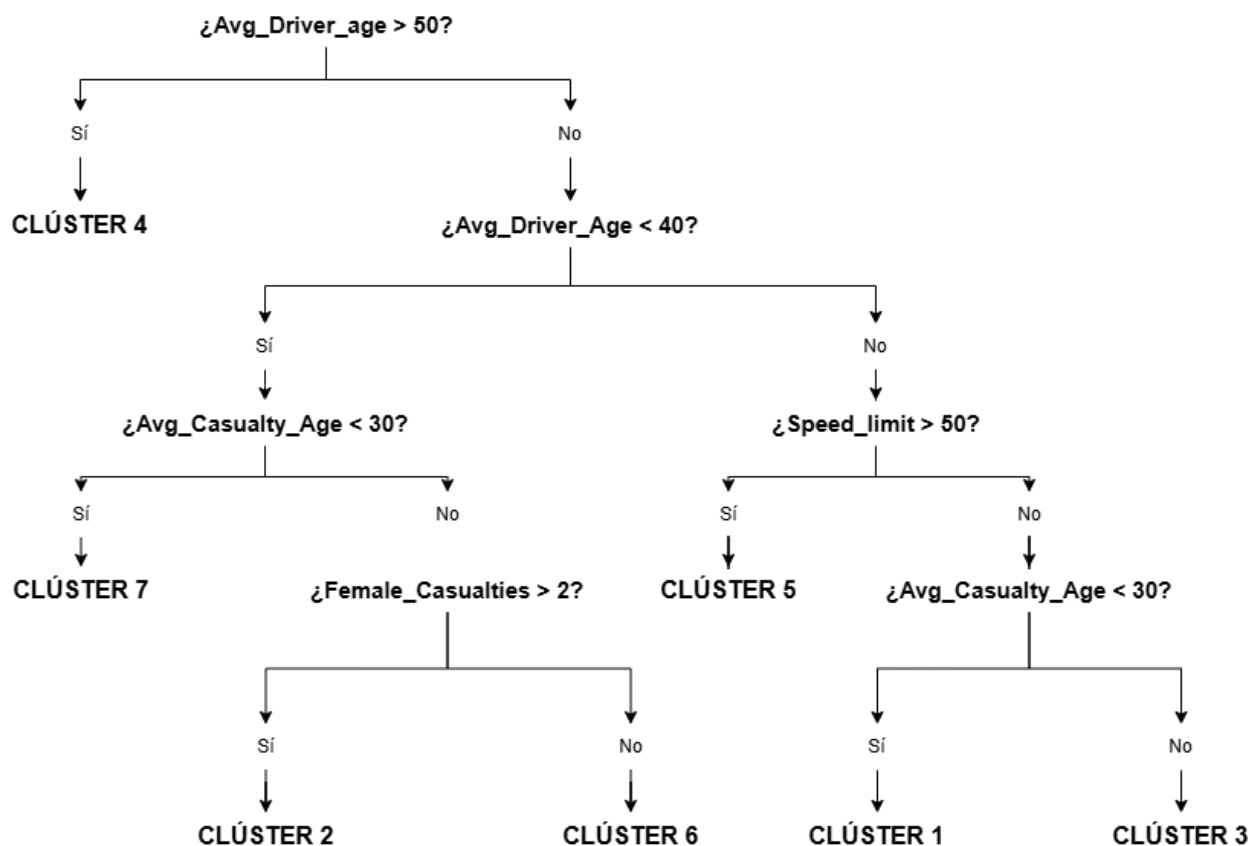 ¿Avg_Driver_age > 50?
Sí
No
CLÚSTER 4
¿Avg_Driver_Age < 40?
Sí
No
¿Avg_Casualty_Age < 30?
¿Speed_limit > 50?
Sí
No
Sí
No
CLÚSTER 7
¿Female_Casualties > 2?
CLÚSTER 5
¿Avg_Casualty_Age < 30?
Sí
No
Sí
No
CLÚSTER 2
CLÚSTER 6
CLÚSTER 1
CLÚSTER 3